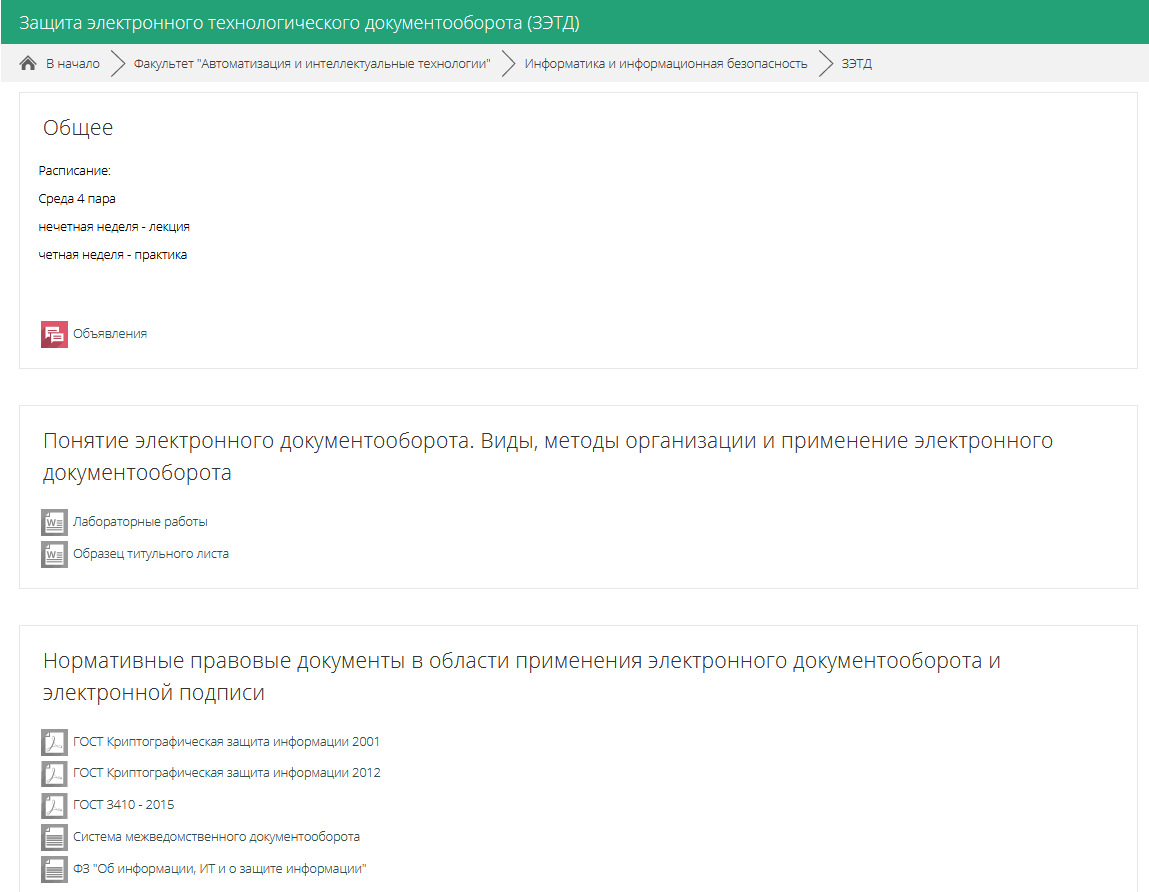 Защита электронного технологического документооборота (ЗЭТД)
В начало Факультет "Автоматизация и интеллектуальные технологии" Информатика и информационная безопасность ЗЭТД
Общее
Расписание:
Среда 4 пара
нечетная неделя - лекция
четная неделя - практика
Объявления
Понятие электронного документооборота. Виды, методы организации и применение электронного
документооборота
Лабораторные работы
Образец титульного листа
Нормативные правовые документы в области применения электронного документооборота и
электронной подписи
ГОСТ Криптографическая защита информации 2001
ГОСТ Криптографическая защита информации 2012
ГОСТ 3410 - 2015
Система межведомственного документооборота
ФЗ "Об информации, ИТ и о защите информации"